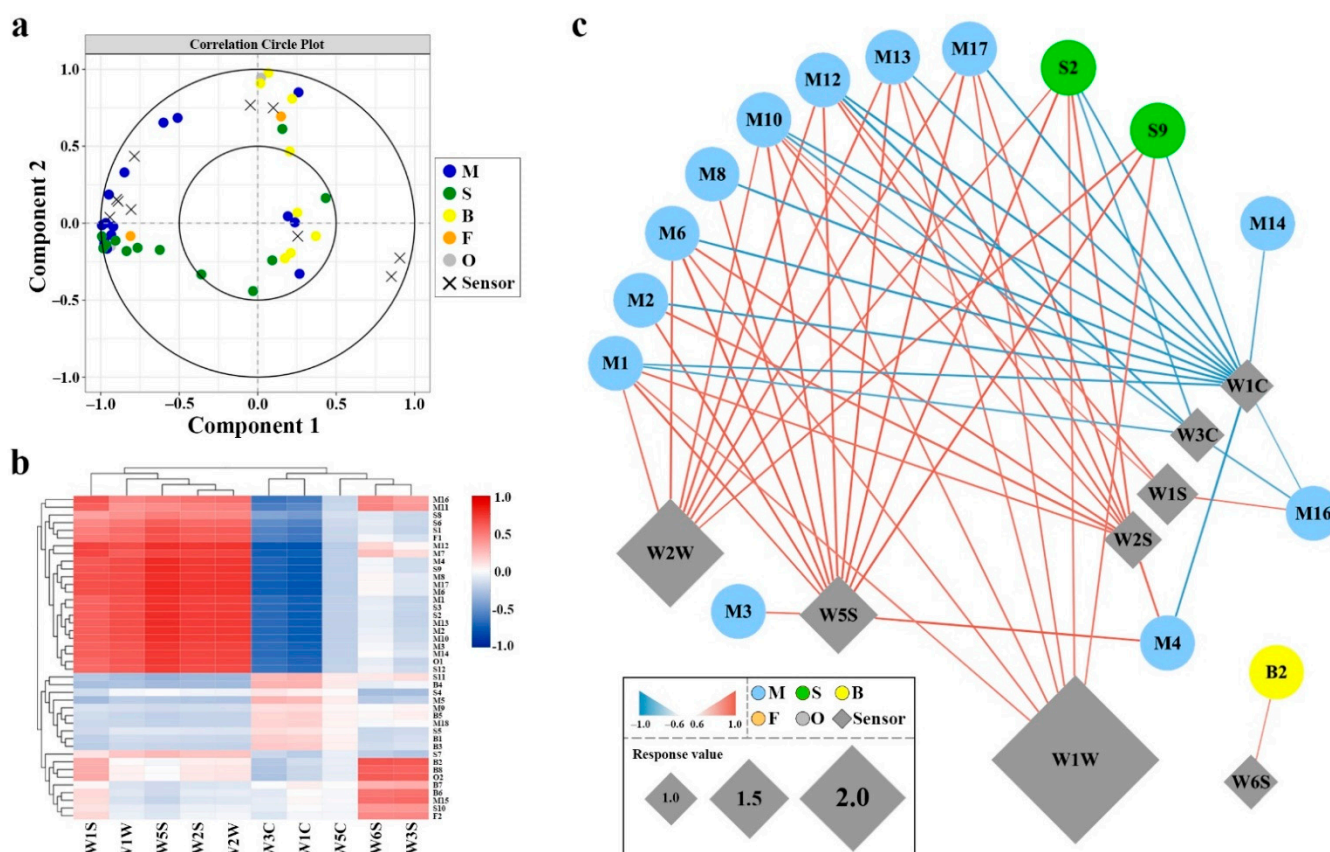 a
Correlation Circle Plot
Component 2
1.0
0.5
0.0
−0.5
−1.0
−1.0
−0.5
0.0
0.5
1.0
Component 1
M
S
B
F
O
Sensor
b
1.0
0.5
0.0
-0.5
-1.0
M16
M11
S8
S6
S1
F1
M12
M7
M4
S9
M8
M17
M6
M1
S3
S2
M13
M2
M10
M3
M14
O1
S12
S11
B4
S4
M5
M9
B5
M18
S5
B1
B3
S7
B2
B8
O2
B7
B6
M15
S10
F2
W1S
W1W
W5S
W2S
W2W
W3C
W1C
W5C
W6S
W3S
c
M17
M13
M12
M10
M8
M6
M2
M1
S2
S9
M14
W1C
W3C
W1S
M16
W2S
W2W
M3
W5S
M4
B2
W1W
W6S
−1.0
−0.6
0.6
1.0
M
S
B
F
O
Sensor
Response value
1.0
1.5
2.0